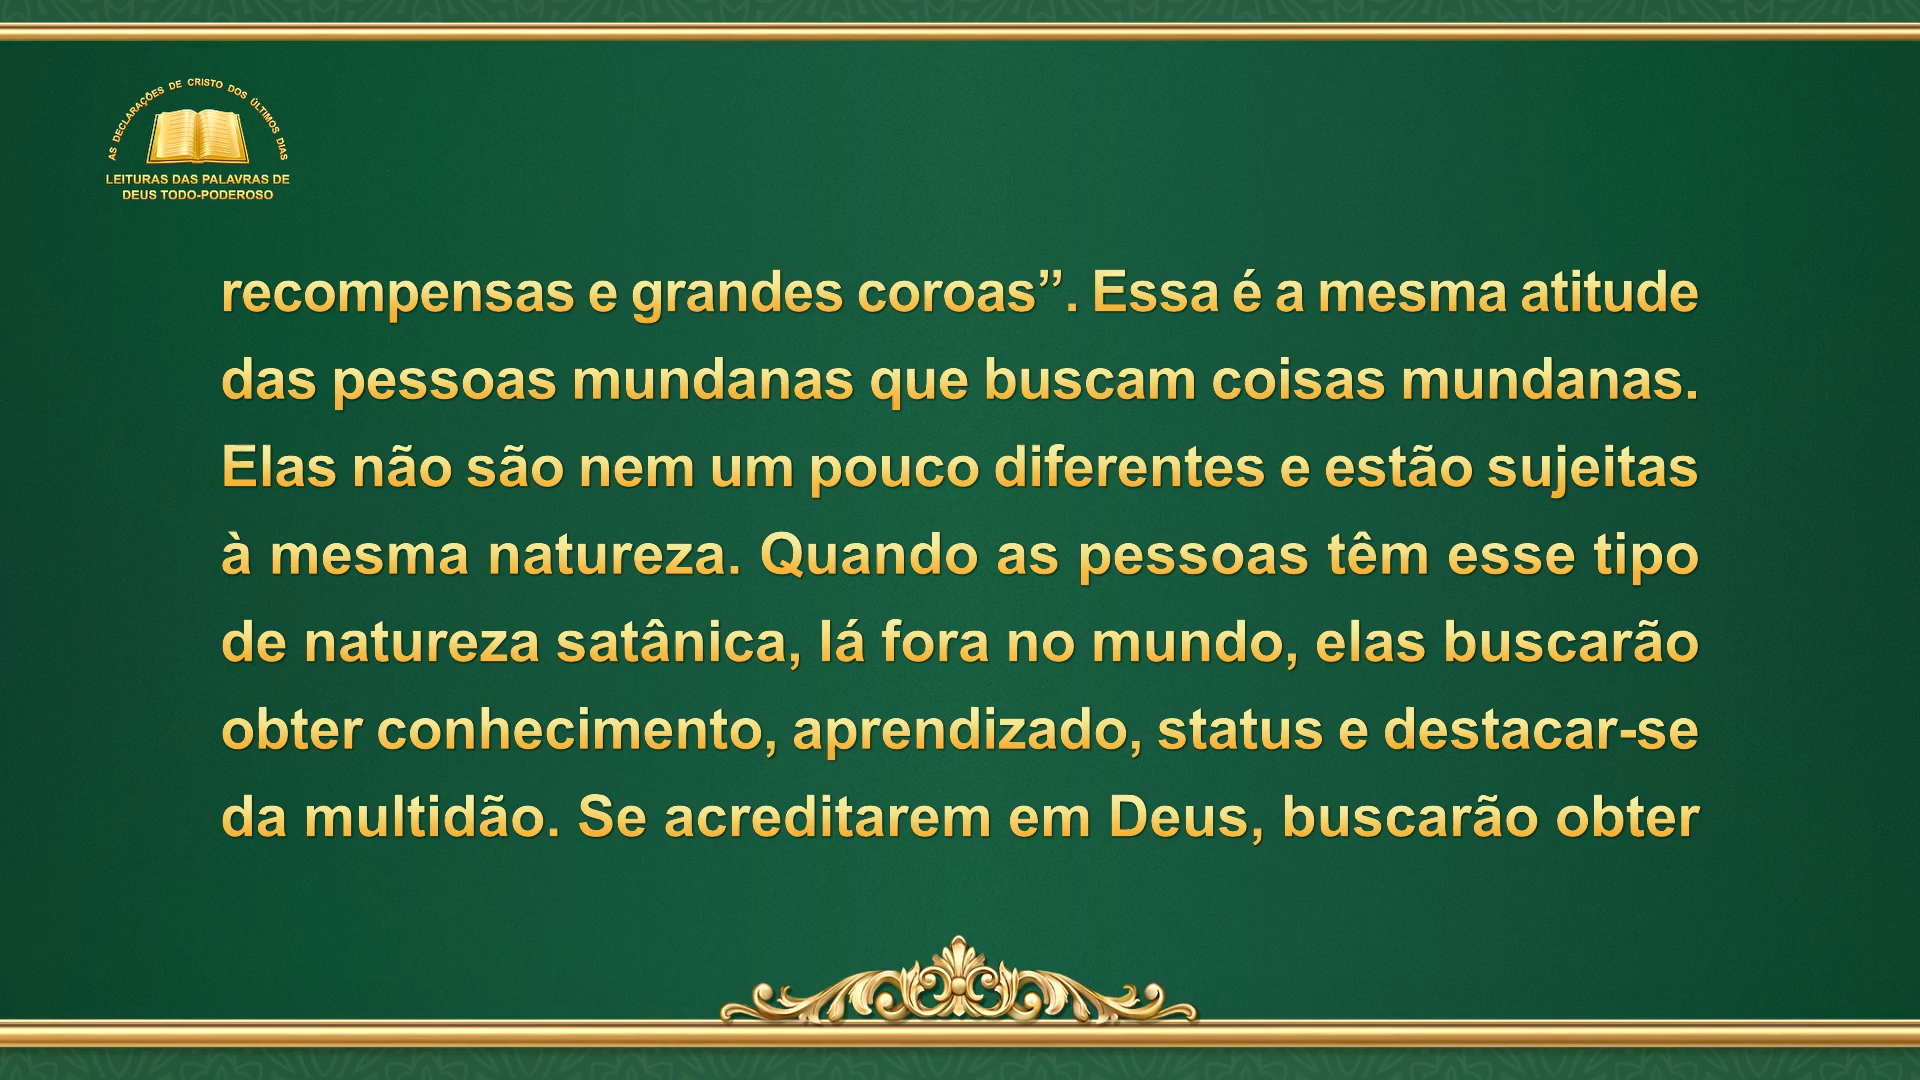 AS DECLARAÇÕES DE CRISTO DOS ÚLTIMOS DIAS
LEITURAS DAS PALAVRAS DE
DEUS TODO-PODEROSO
recompensas e grandes coroas”. Essa é a mesma atitude
das pessoas mundanas que buscam coisas mundanas.
Elas não são nem um pouco diferentes e estão sujeitas
à mesma natureza. Quando as pessoas têm esse tipo
de natureza satânica, lá fora no mundo, elas buscarão
obter conhecimento, aprendizado, status e destacar-se
da multidão. Se acreditarem em Deus, buscarão obter